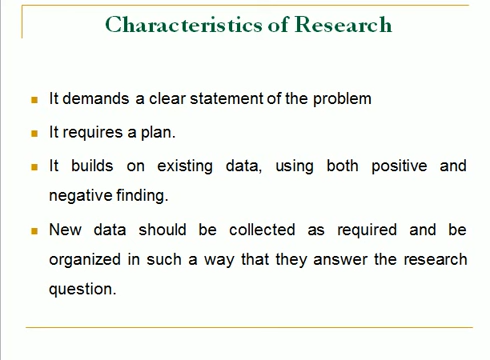 Characteristics of Research
It demands a clear statement of the problem
It requires a plan.
It builds on existing data, using both positive and
negative finding.
New data should be collected as required and be
organized in such a way that they answer the research
question.